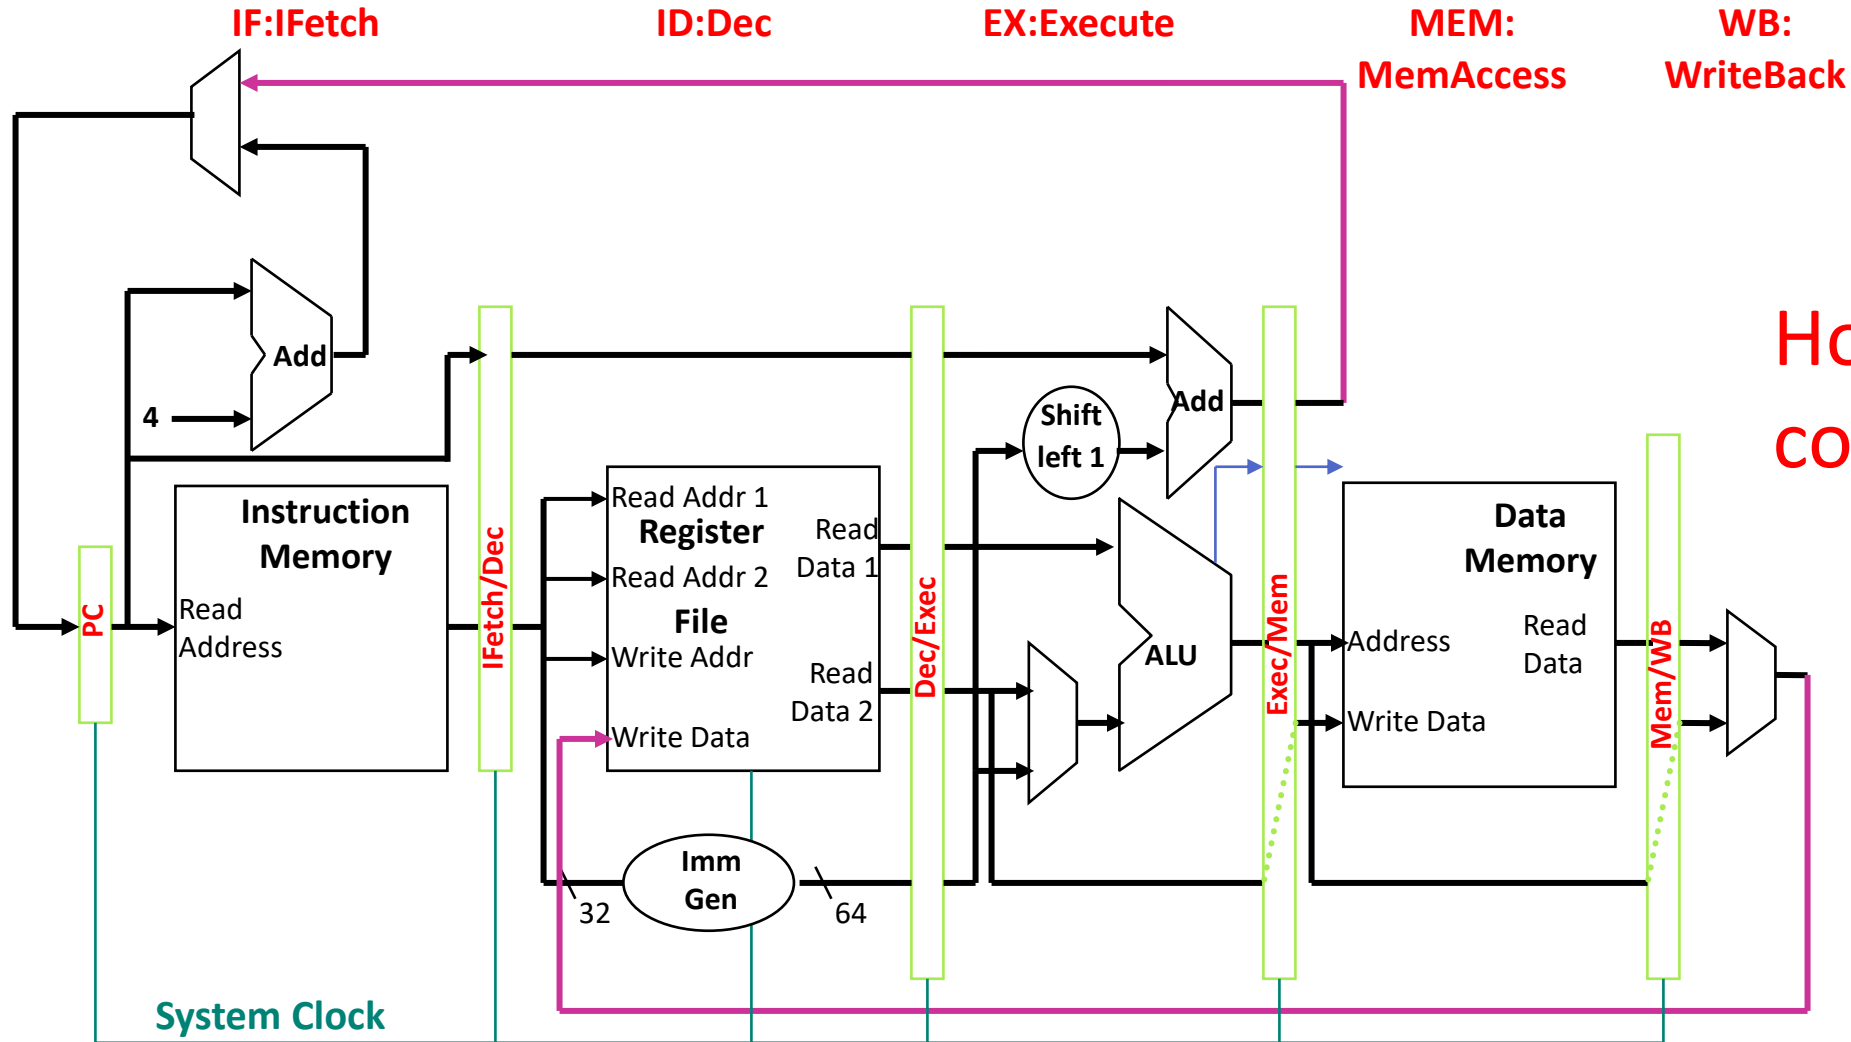 IF:IFetch
ID:Dec
EX:Execute
MEM:
MemAccess
WB:
WriteBack
Add
4
Shift
left 1
Add
Instruction
Memory
Read
Address
PC
IFetch/Dec
Read Addr 1
Register
Read Addr 2
File
Write Addr
Write Data
Read
Data 1
Read
Data 2
Dec/Exec
ALU
Exec/Mem
Data
Memory
Address
Read
Data
Write Data
Mem/WB
Imm
Gen
32
64
System Clock